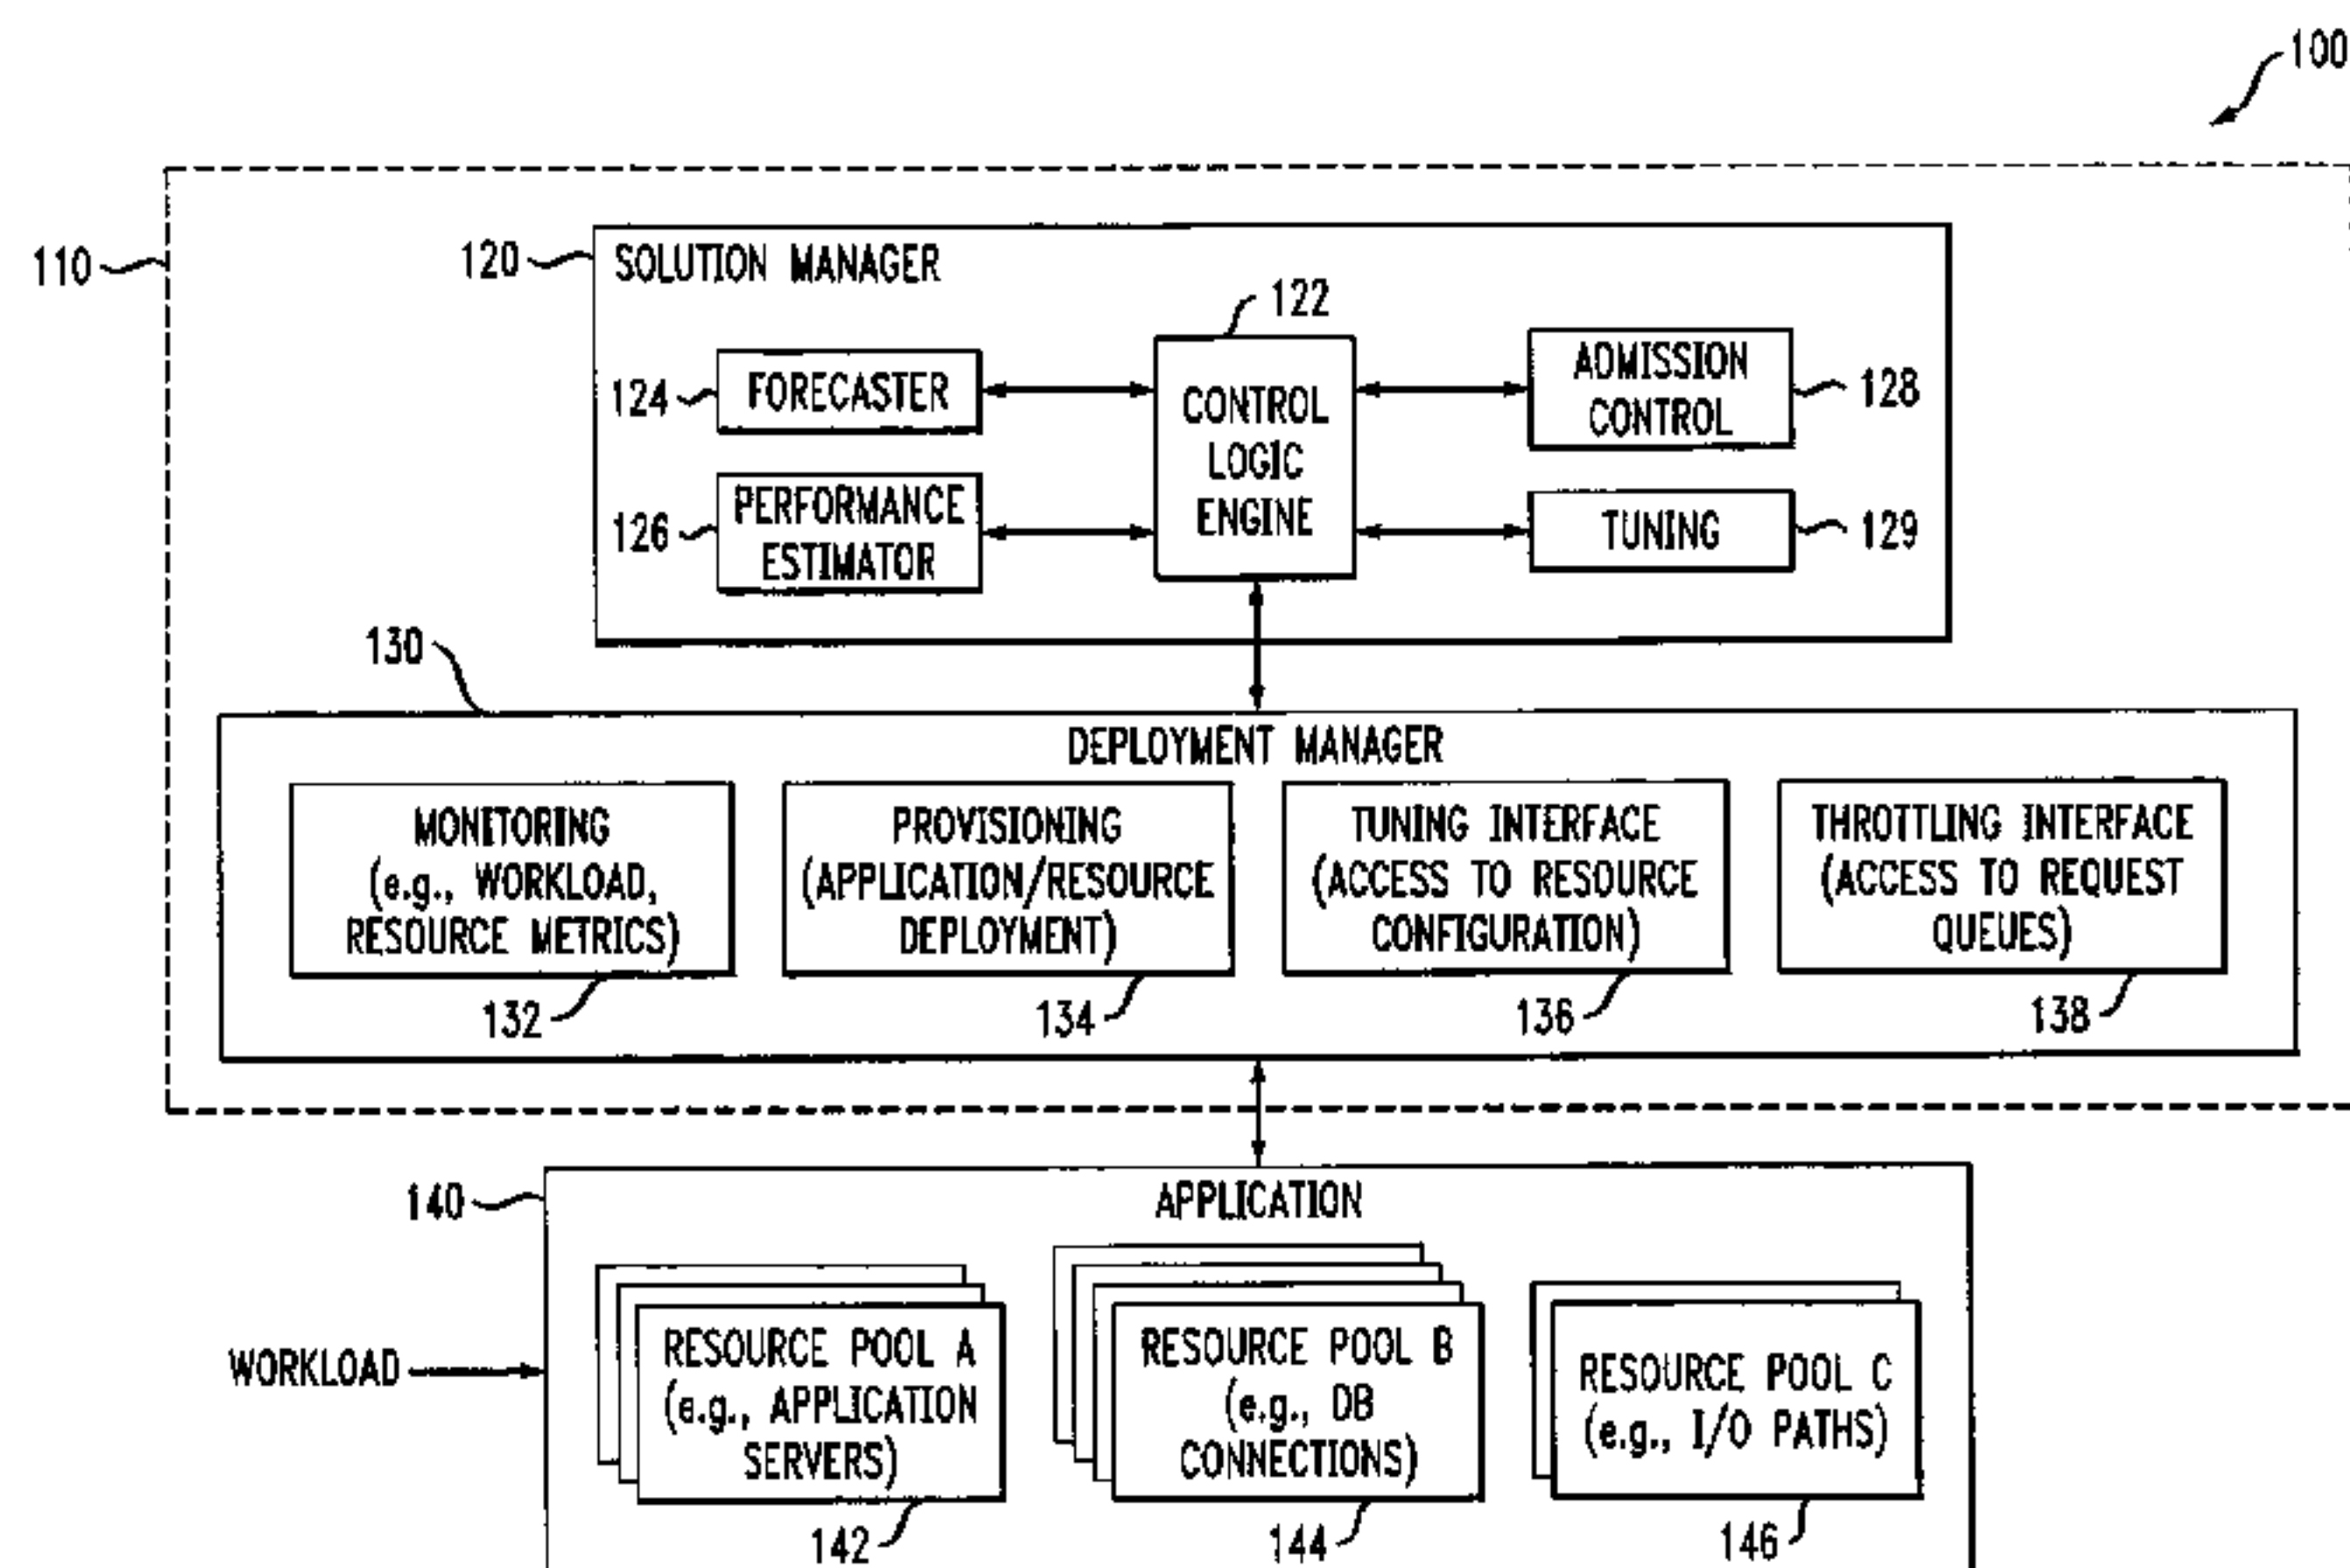 100
110
120
SOLUTION MANAGER
122
124
FORECASTER
CONTROL
LOGIC
ENGINE
ADMISSION
CONTROL
128
126
PERFORMANCE
ESTIMATOR
TUNING
129
130
DEPLOYMENT MANAGER
MONITORING
(e.g., WORKLOAD,
RESOURCE METRICS)
132
PROVISIONING
(APPLICATION/RESOURCE
DEPLOYMENT)
134
TUNING INTERFACE
(ACCESS TO RESOURCE
CONFIGURATION)
136
THROTTLING INTERFACE
(ACCESS TO REQUEST
QUEUES)
138
140
APPLICATION
WORKLOAD
RESOURCE POOL A
(e.g., APPLICATION
SERVERS)
142
RESOURCE POOL B
(e.g., DB
CONNECTIONS)
144
RESOURCE POOL C
(e.g., I/O PATHS)
146